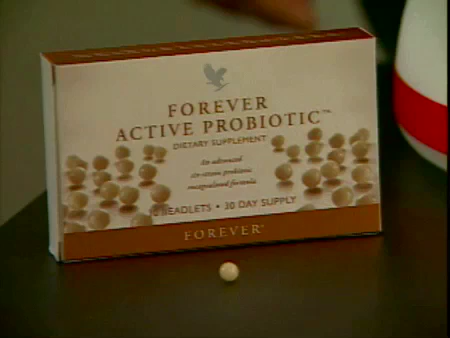 FOREVER
ACTIVE PROBIOTIC™
DIETARY SUPPLEMENT
An advanced
six-strain probiotic
encapsulated formula
BEADLETS • 30 DAY SUPPLY
FOREVER®